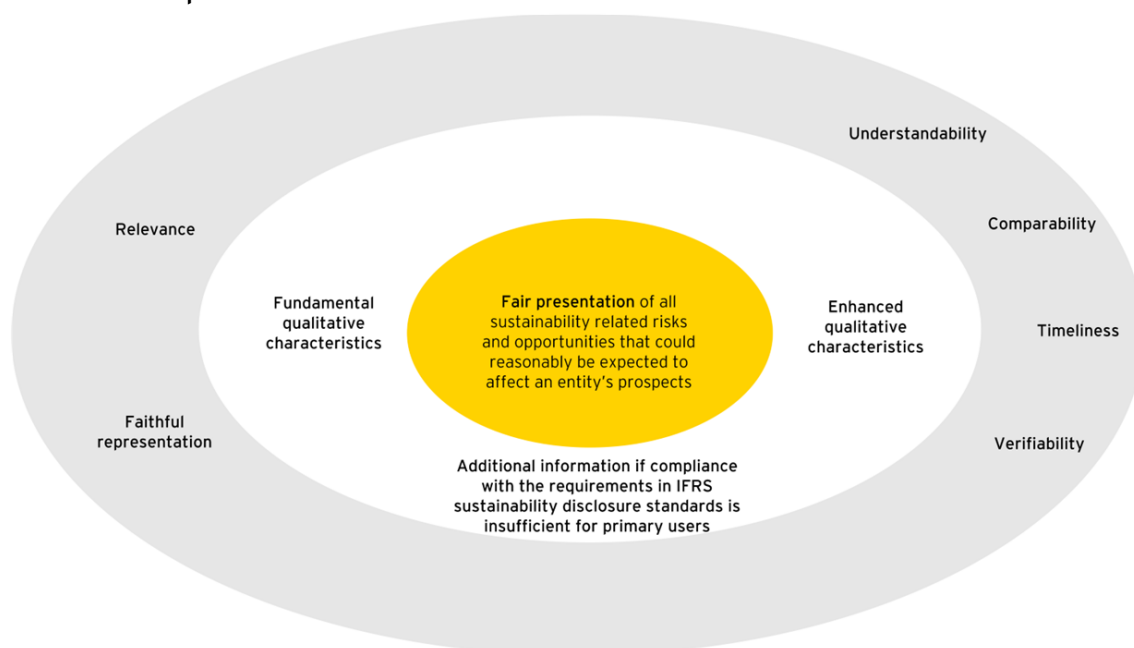 Understandability
Relevance
Comparability
Fundamental
qualitative
characteristics
Fair presentation of all
sustainability related risks
and opportunities that could
reasonably be expected to
affect an entity's prospects
Enhanced
qualitative
characteristics
Timeliness
Faithful
representation
Verifiability
Additional information if compliance
with the requirements in IFRS
sustainability disclosure standards is
insufficient for primary users